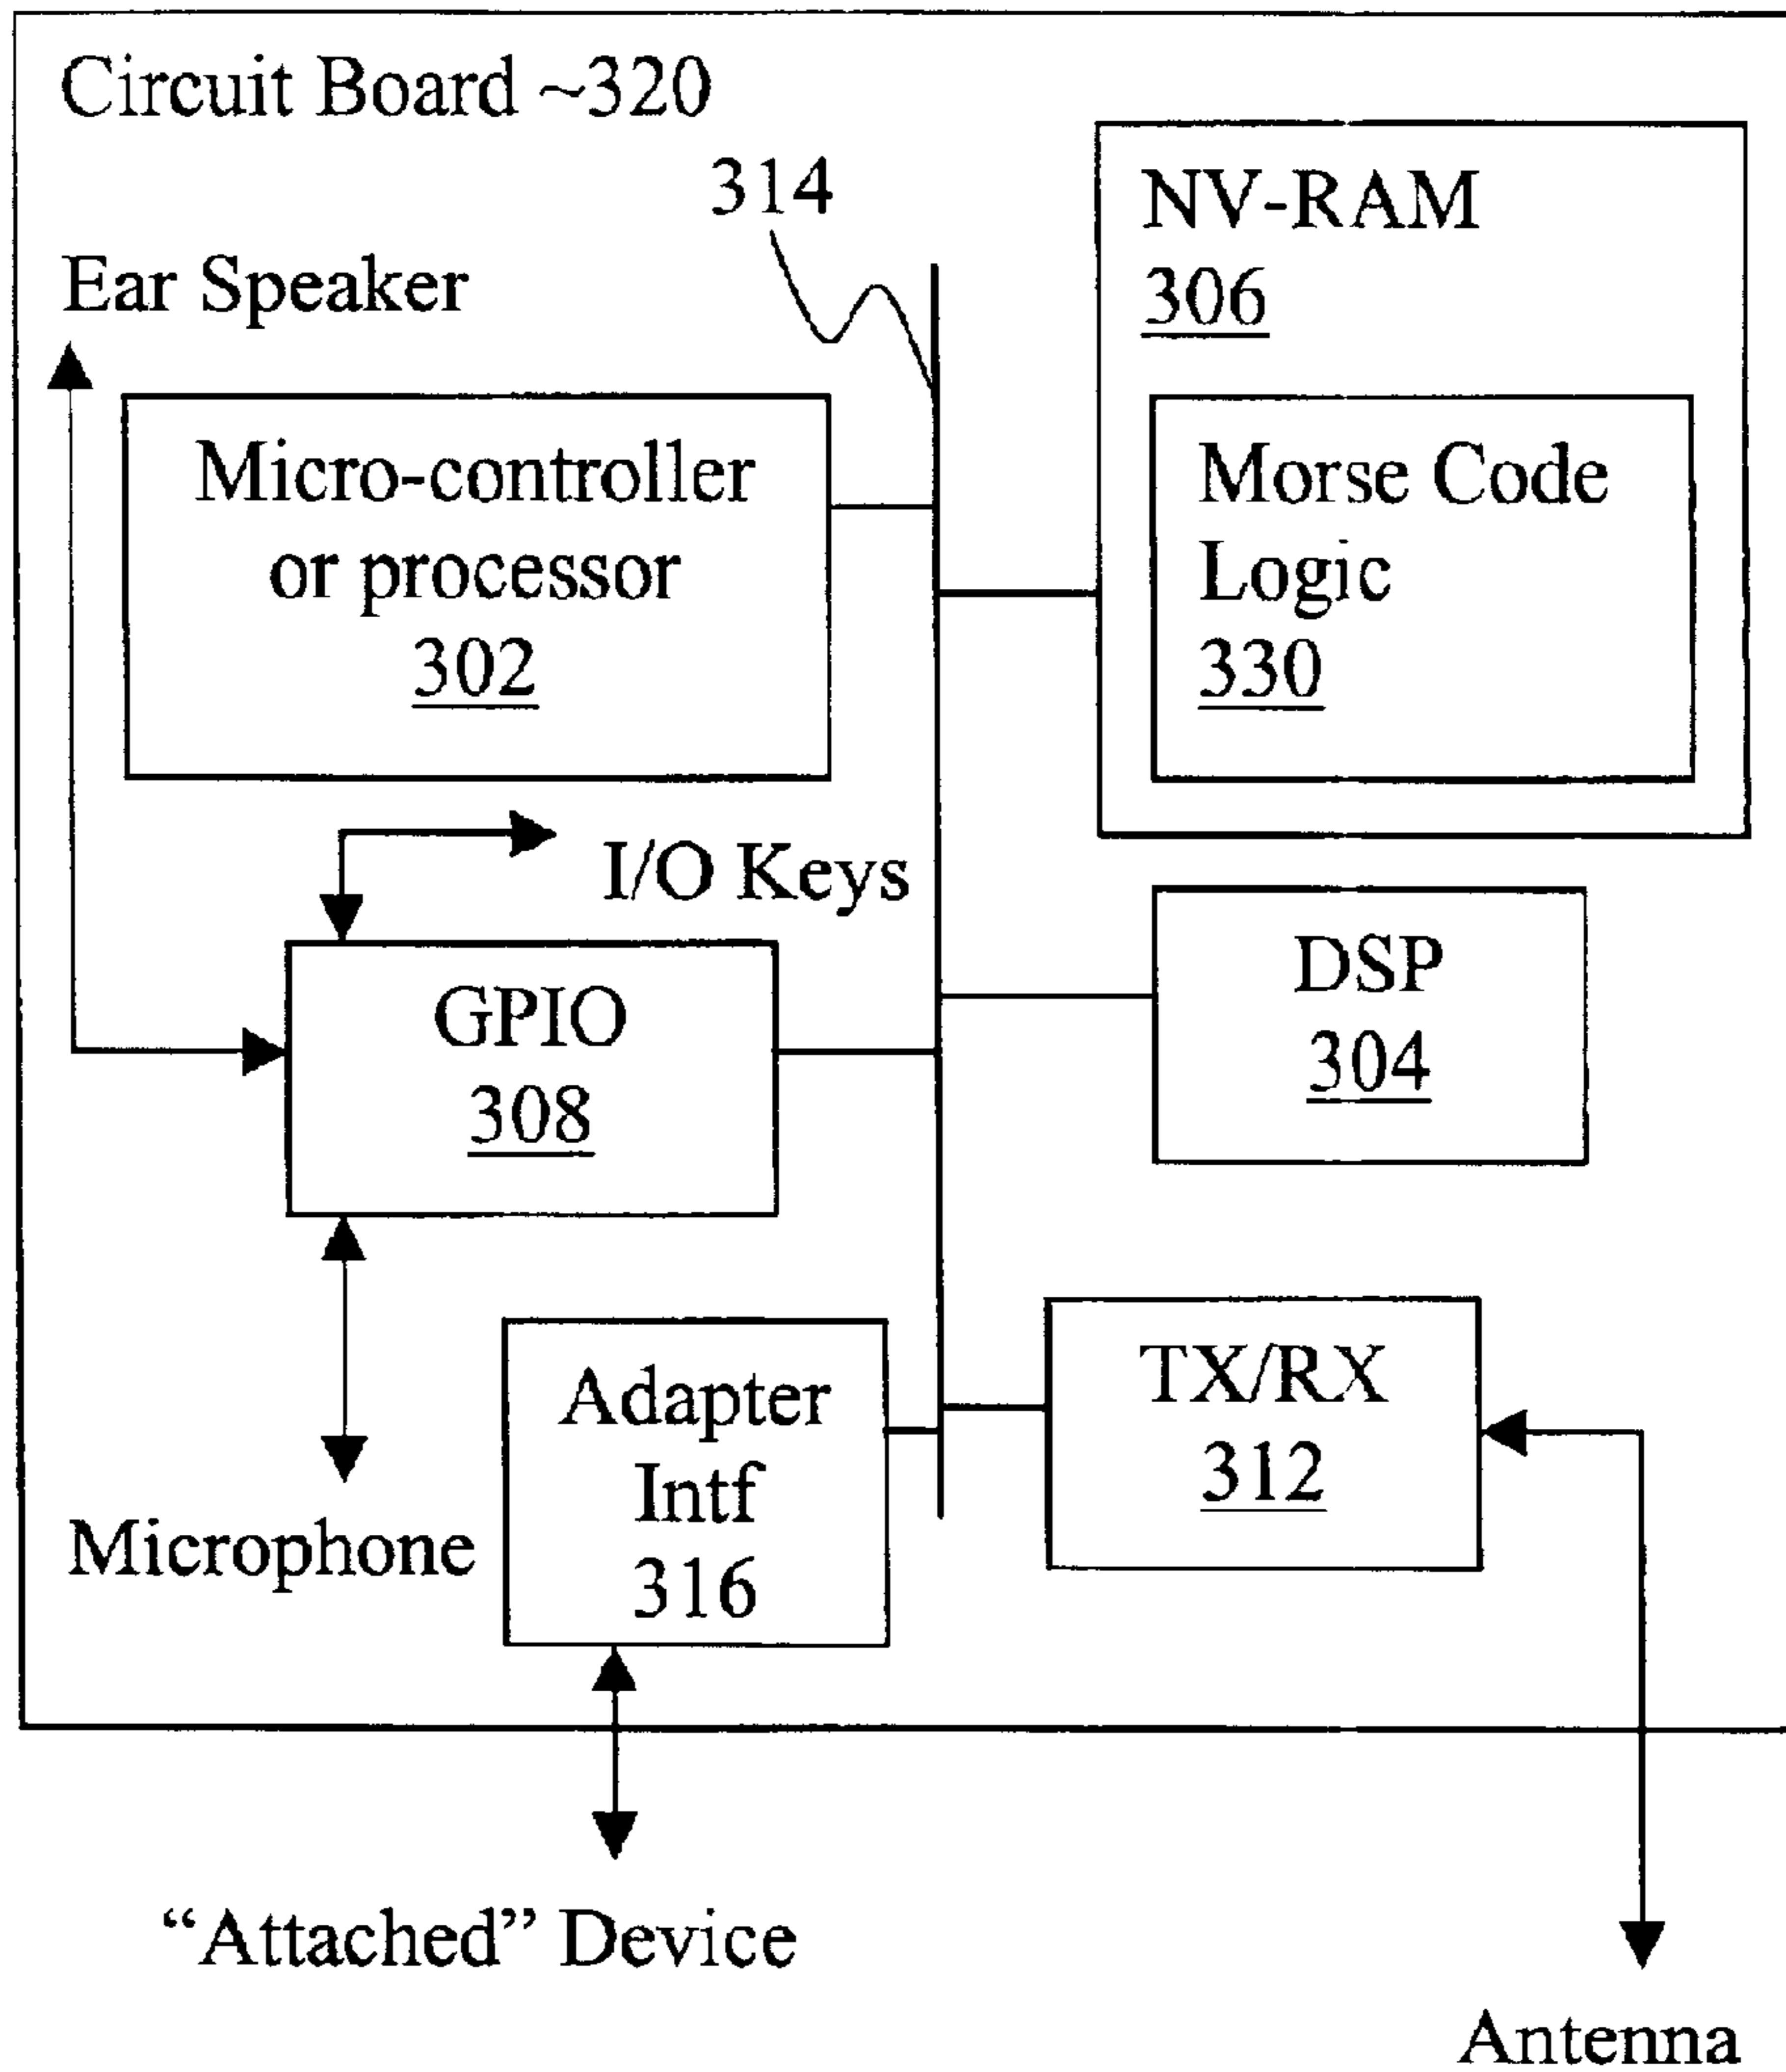 Circuit Board ~320
314
NV-RAM
306
Ear Speaker
Micro-controller
or processor
302
Morse Code
Logic
330
I/O Keys
GPIO
308
DSP
304
Adapter
Intf
316
TX/RX
312
Microphone
“Attached” Device
Antenna